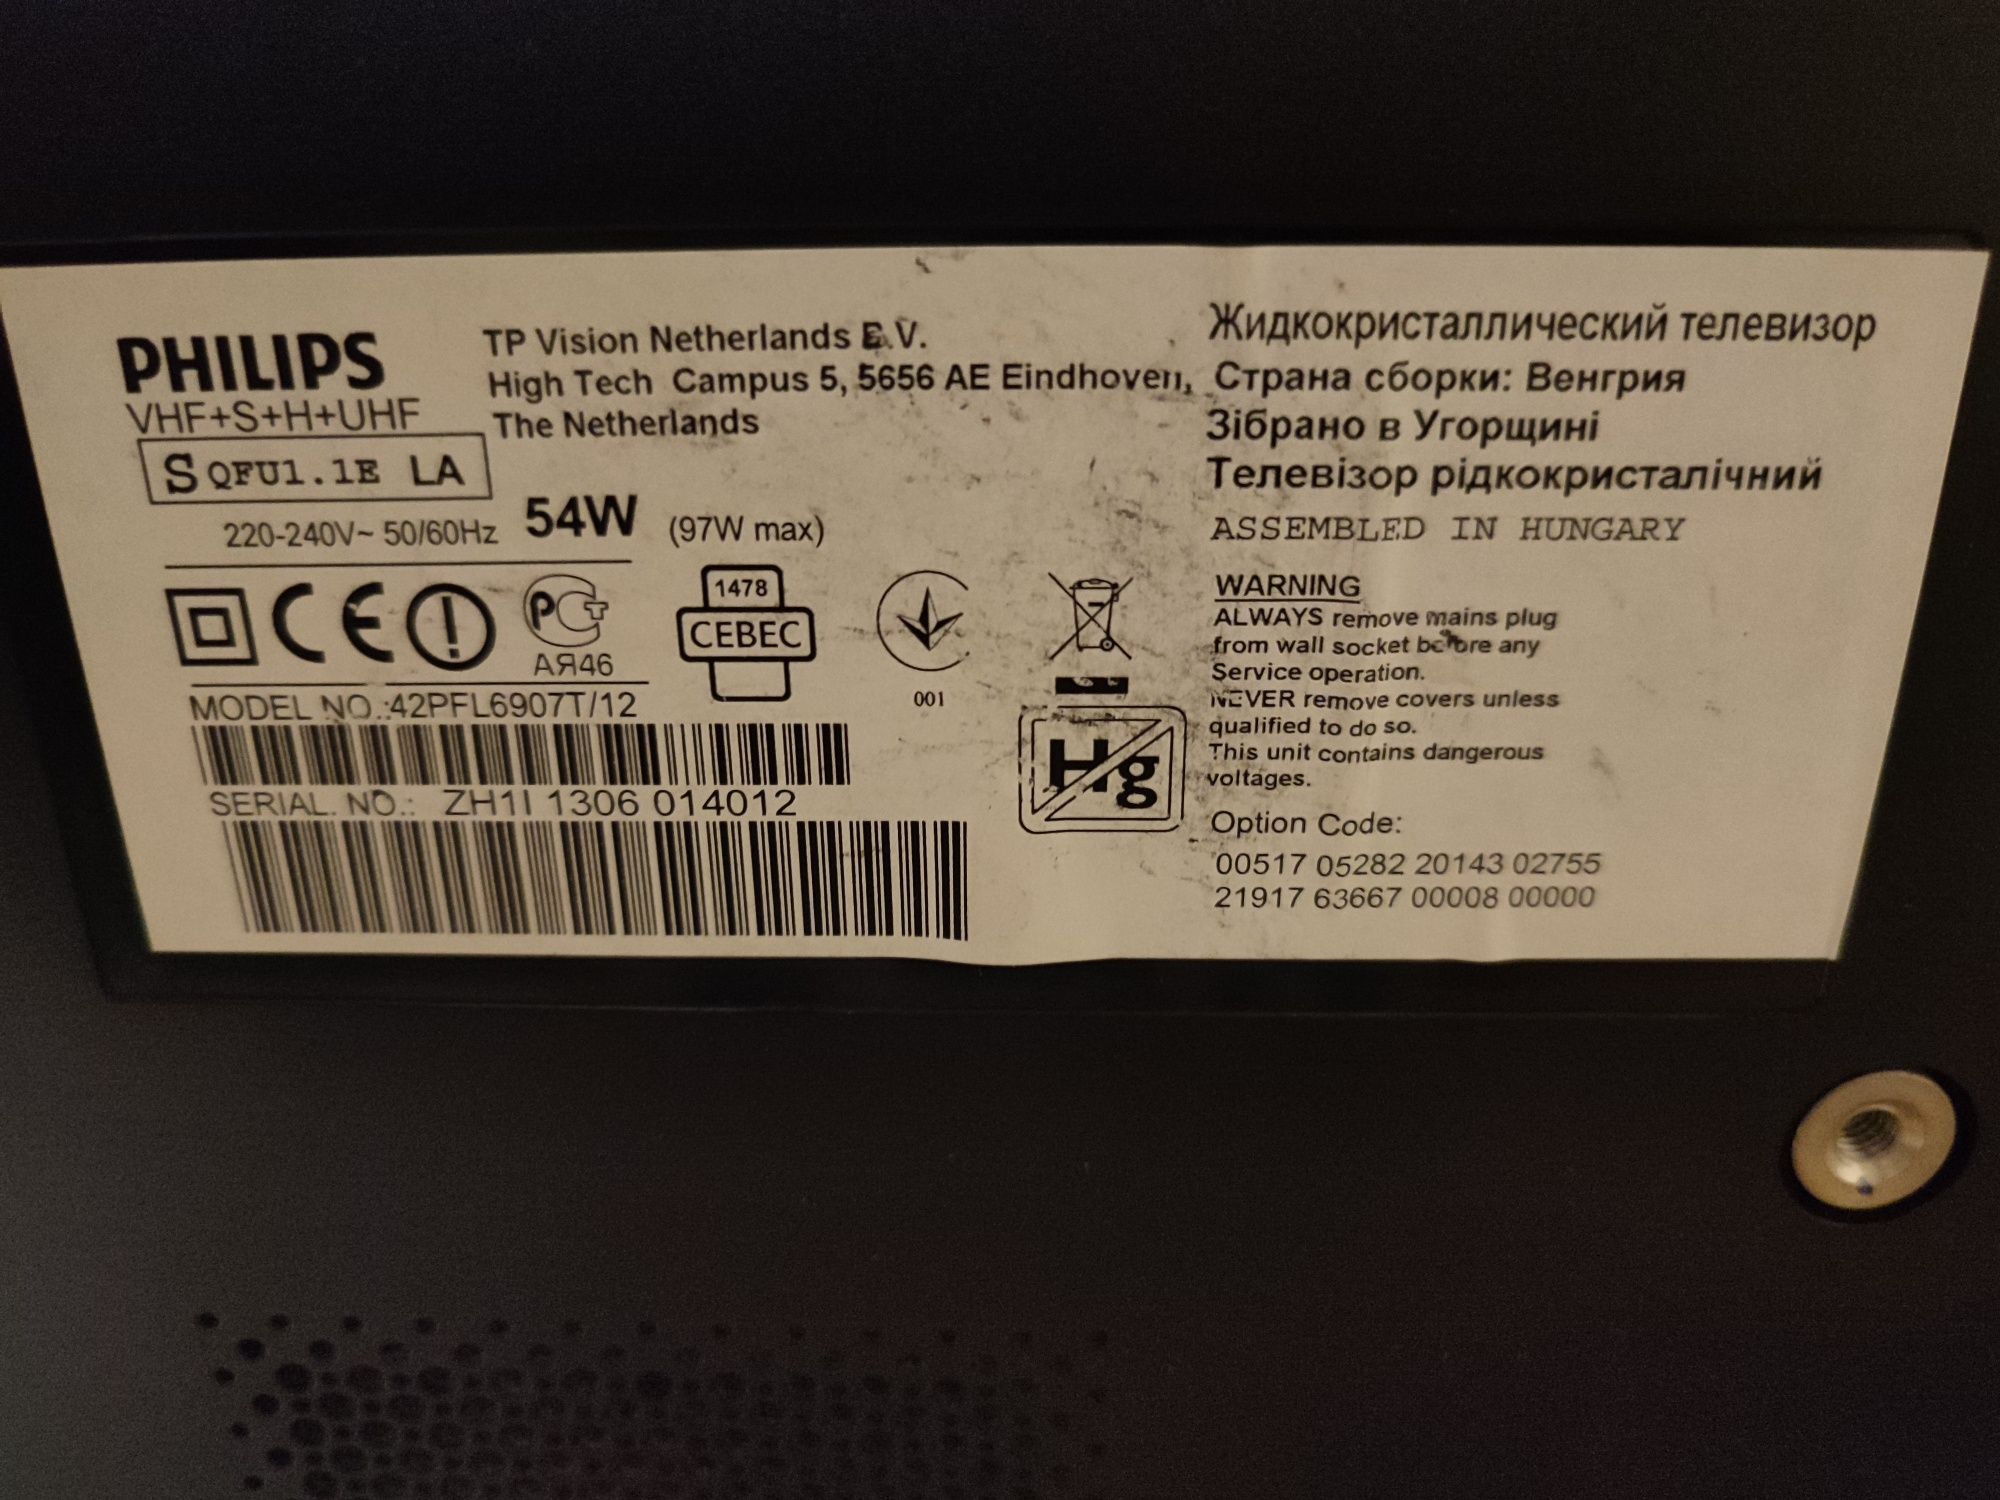 PHILIPS
VHF+S+H+UHF
S QFU1.1E LA
TP Vision Netherlands B.V.
High Tech Campus 5, 5656 AE Eindhoven,
The Netherlands
220-240V~ 50/60Hz 54W (97W max)
CE
РСТ
АЯ46
1478
CEBEC
001
Hg
MODEL NO.:42PFL6907T/12
SERIAL. NO.: ZH1I 1306 014012
Жидкокристаллический телевизор
Страна сборки: Венгрия
Зібрано в Угорщині
Телевізор рідкокристалічний
ASSEMBLED IN HUNGARY
WARNING
ALWAYS remove mains plug
from wall socket before any
Service operation.
NEVER remove covers unless
qualified to do so.
This unit contains dangerous
voltages.
Option Code:
00517 05282 20143 02755
21917 63667 00008 00000